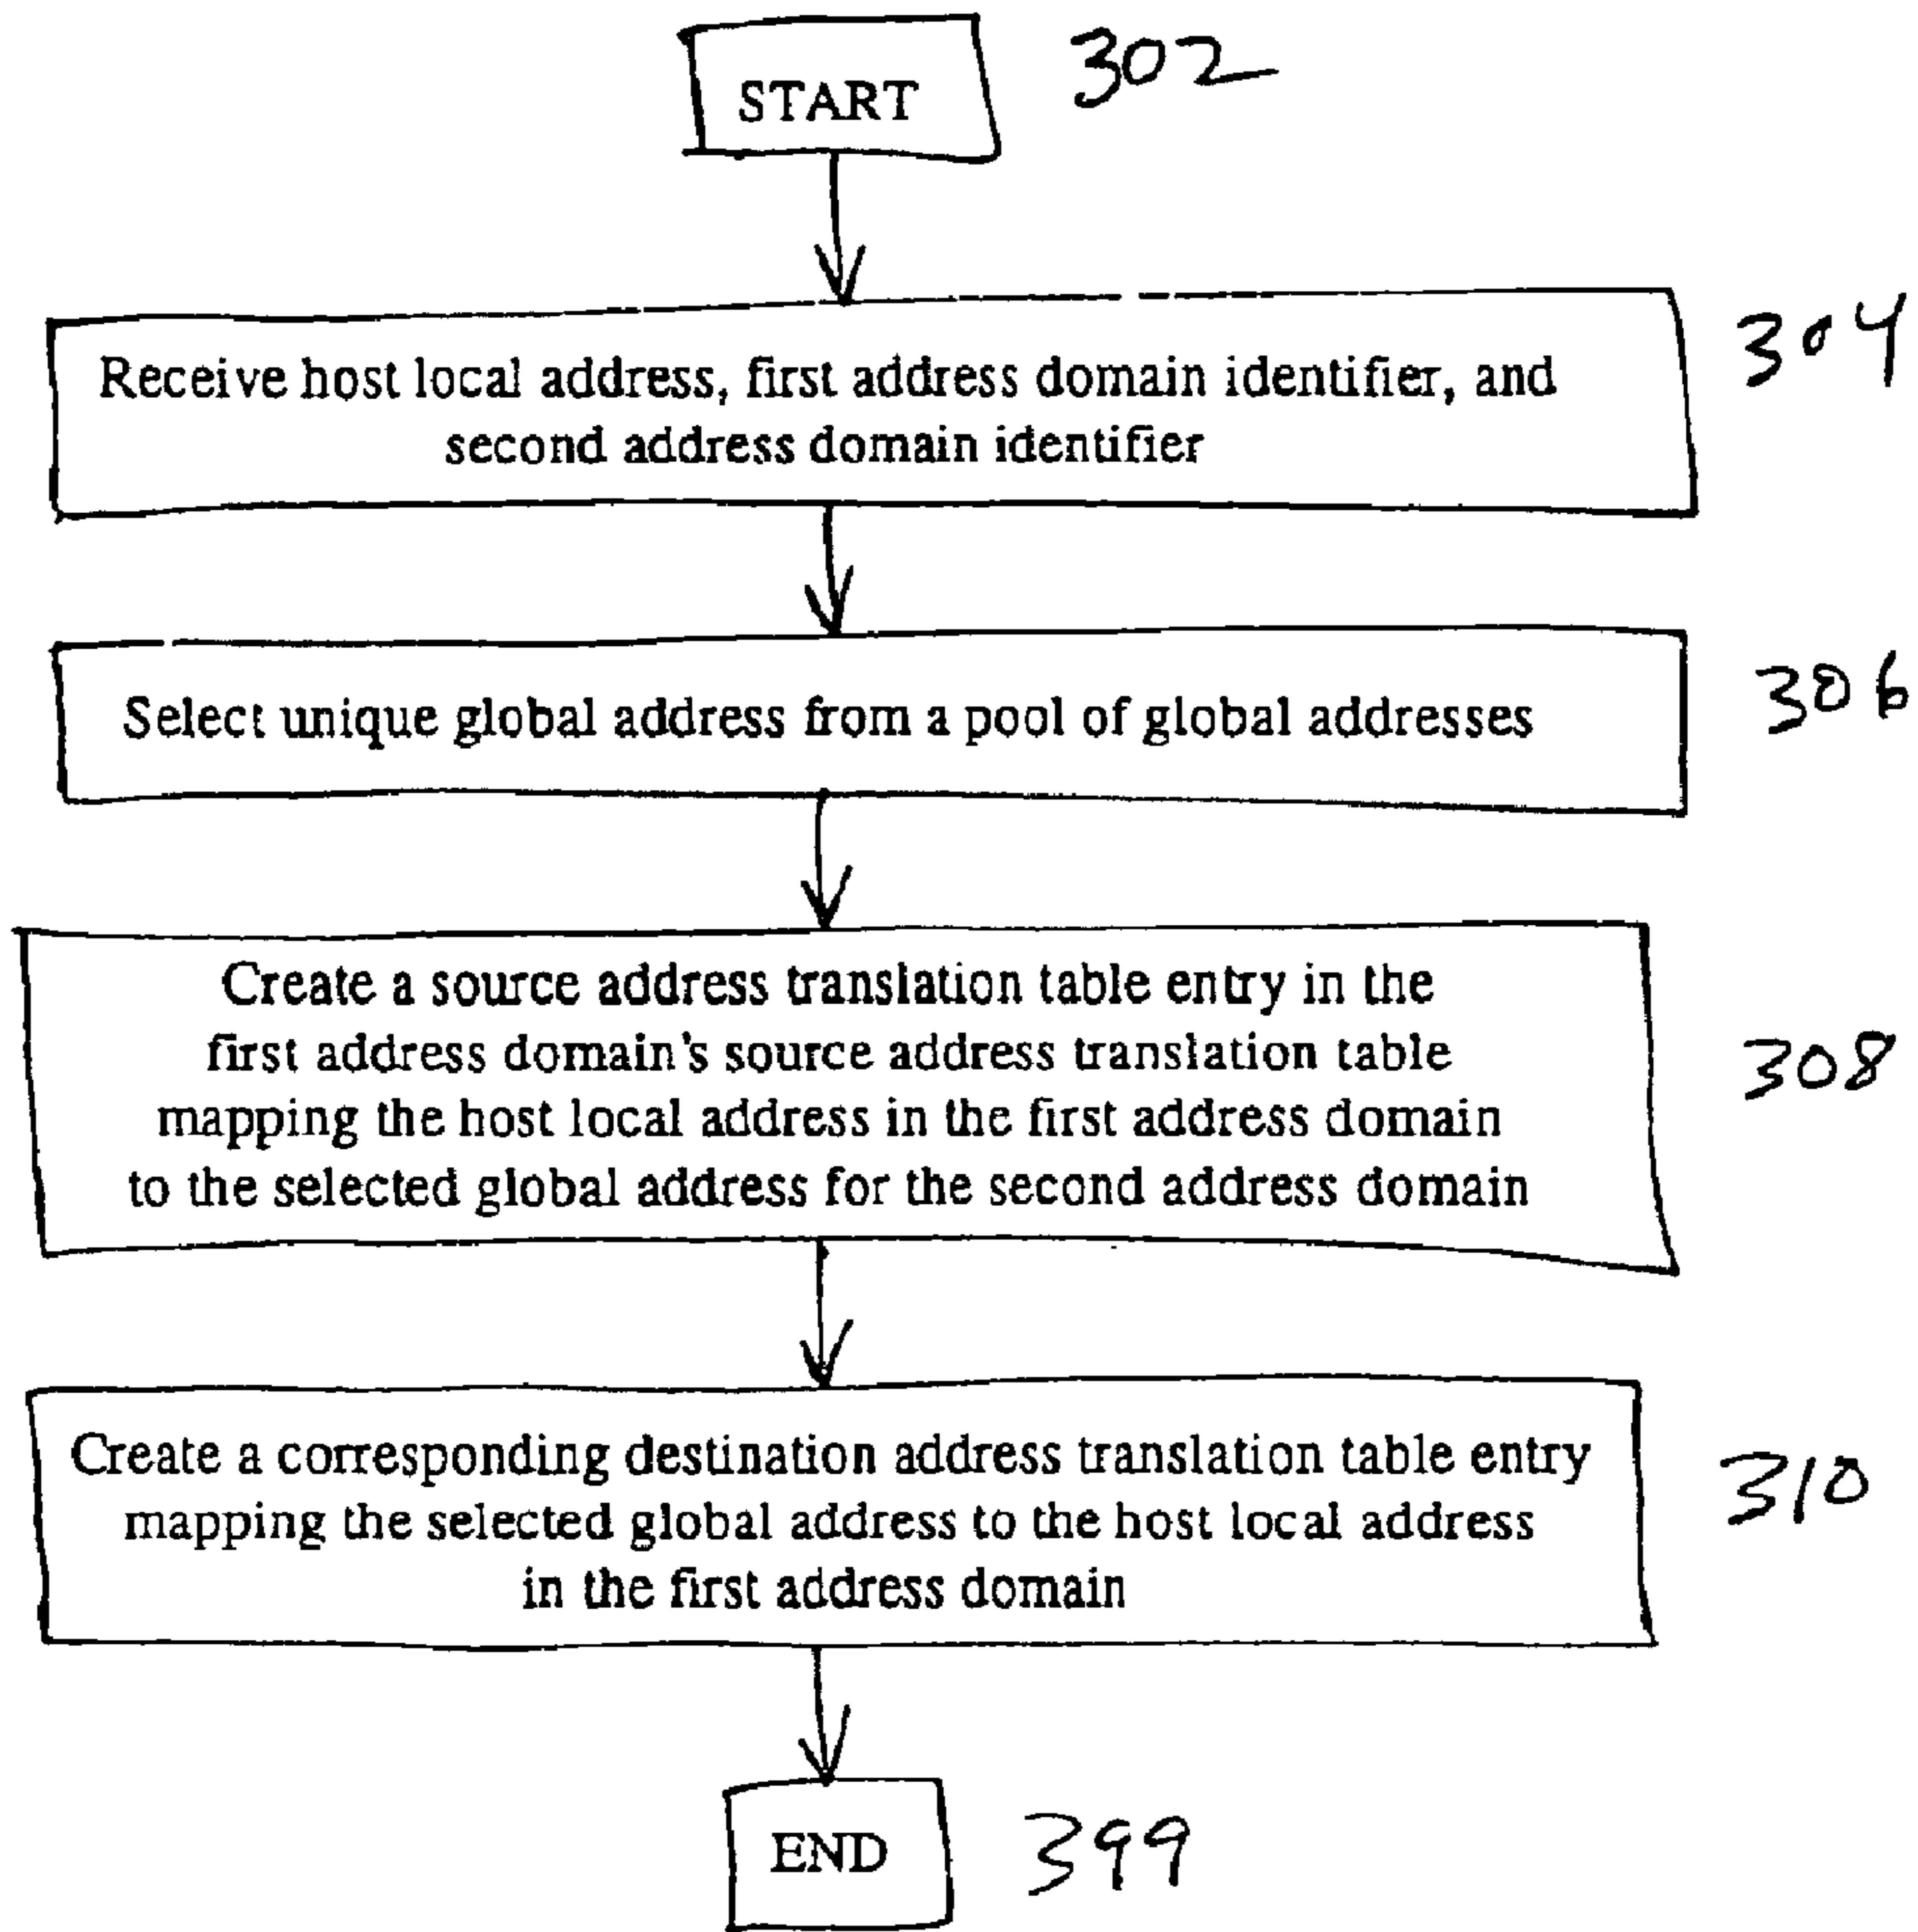 START
302
Receive host local address, first address domain identifier, and
second address domain identifier
304
Select unique global address from a pool of global addresses
306
Create a source address translation table entry in the
first address domain's source address translation table
mapping the host local address in the first address domain
to the selected global address for the second address domain
308
Create a corresponding destination address translation table entry
mapping the selected global address to the host local address
in the first address domain
310
END
399